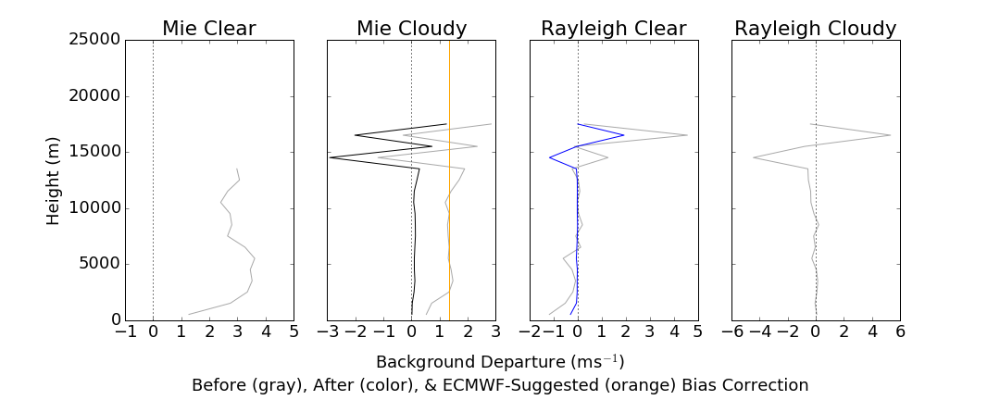 Mie Clear Mie Cloudy Rayleigh Clear Rayleigh Cloudy
25000
20000
15000
10000
5000
0
Height (m)
−1 0 1 2 3 4 5 −3 −2 −1 0 1 2 3 −2 −1 0 1 2 3 4 5 −6 −4 −2 0 2 4 6
Background Departure (ms⁻¹)
Before (gray), After (color), & ECMWF-Suggested (orange) Bias Correction